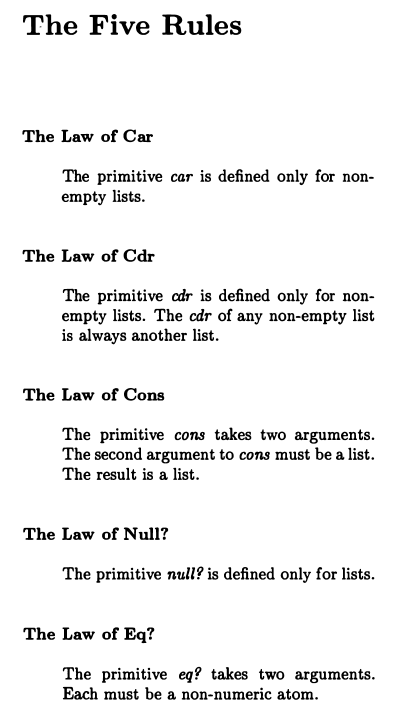 The Five Rules
The Law of Car
The primitive car is defined only for non-
empty lists.
The Law of Cdr
The primitive cdr is defined only for non-
empty lists. The cdr of any non-empty list
is always another list.
The Law of Cons
The primitive cons takes two arguments.
The second argument to cons must be a list.
The result is a list.
The Law of Null?
The primitive null? is defined only for lists.
The Law of Eq?
The primitive eq? takes two arguments.
Each must be a non-numeric atom.